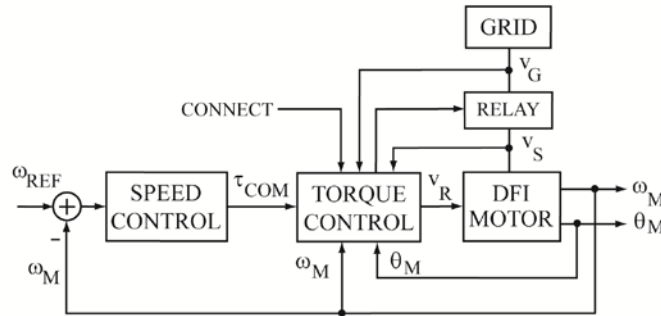 GRID
v_G
CONNECT
RELAY
v_S
ω_REF
+
SPEED
CONTROL
τ_COM
TORQUE
CONTROL
v_R
DFI
MOTOR
ω_M
θ_M
-
ω_M
ω_M
θ_M